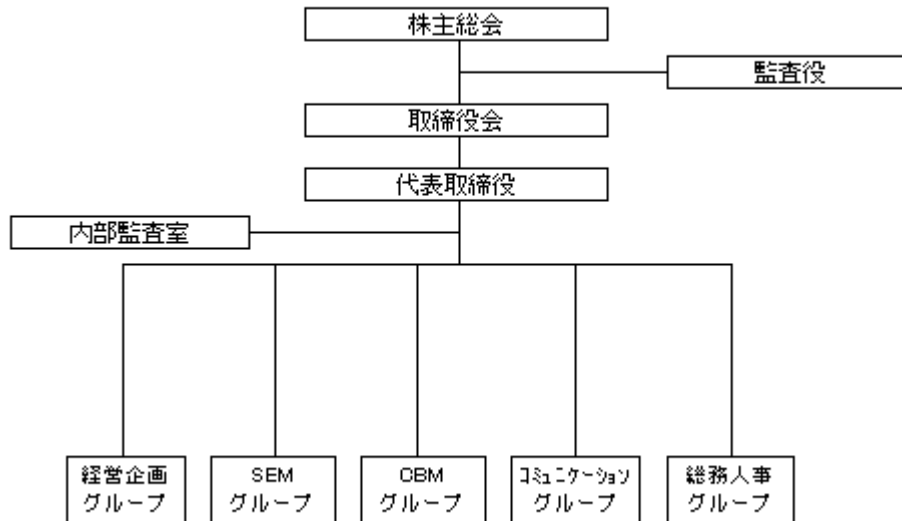 株主総会
監査役
取締役会
代表取締役
内部監査室
経営企画
グループ
SEM
グループ
CBM
グループ
ｺﾐｭﾆｹｰｼｮﾝ
グループ
総務人事
グループ